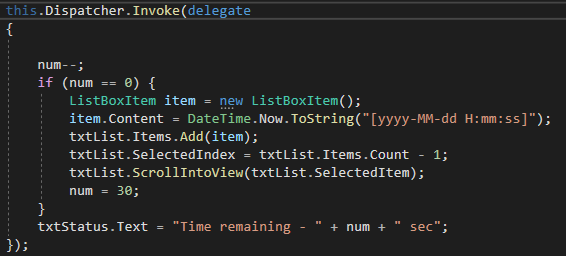 this.Dispatcher.Invoke(delegate
{
num--;
if (num == 0) {
ListBoxItem item = new ListBoxItem();
item.Content = DateTime.Now.ToString("[yyyy-MM-dd H:mm:ss]");
txtList.Items.Add(item);
txtList.SelectedIndex = txtList.Items.Count - 1;
txtList.ScrollIntoView(txtList.SelectedItem);
num = 30;
}
txtStatus.Text = "Time remaining - " + num + " sec";
});